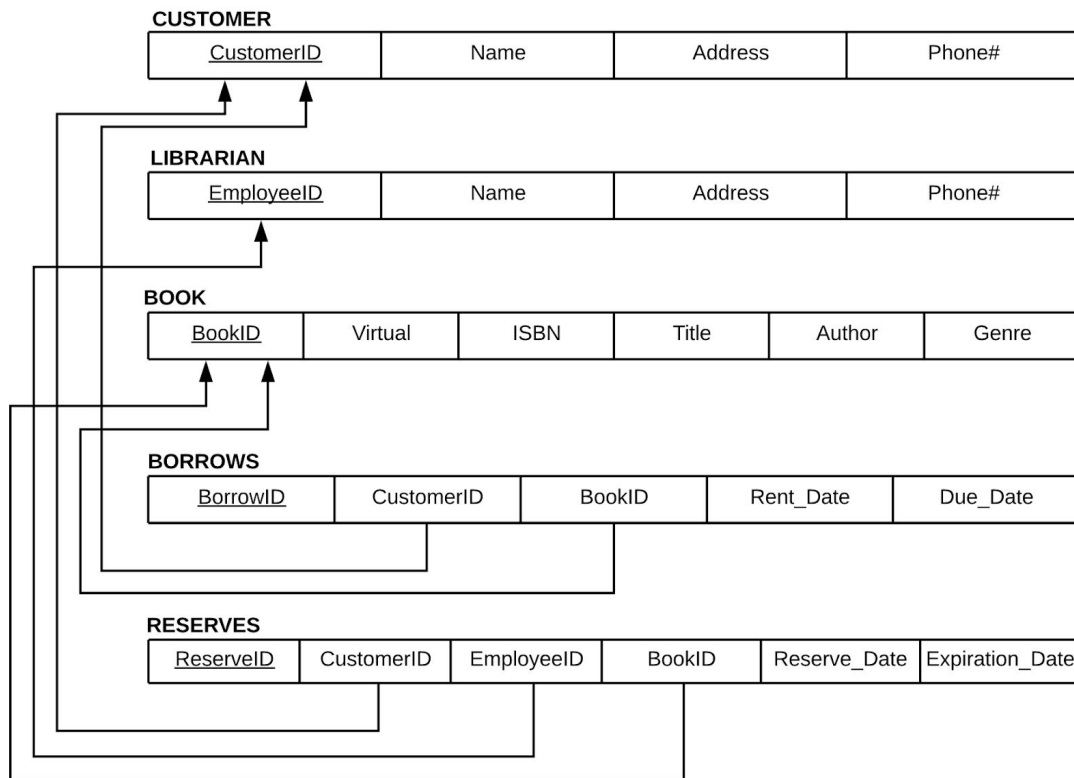 CUSTOMER
CustomerID Name Address Phone#
LIBRARIAN
EmployeeID Name Address Phone#
BOOK
BookID Virtual ISBN Title Author Genre
BORROWS
BorrowID CustomerID BookID Rent_Date Due_Date
RESERVES
ReserveID CustomerID EmployeeID BookID Reserve_Date Expiration_Date